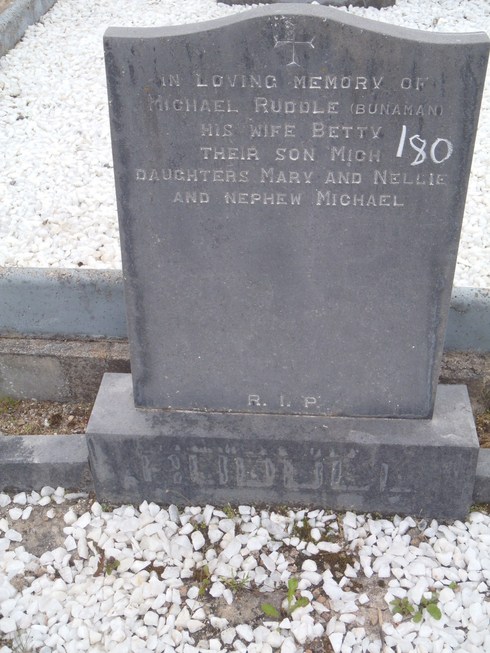 IN LOVING MEMORY OF
MICHAEL RUDDLE (BUNAMAN)
HIS WIFE BETTY
THEIR SON MICH 180
DAUGHTERS MARY AND NELLIE
AND NEPHEW MICHAEL
R. I. P.